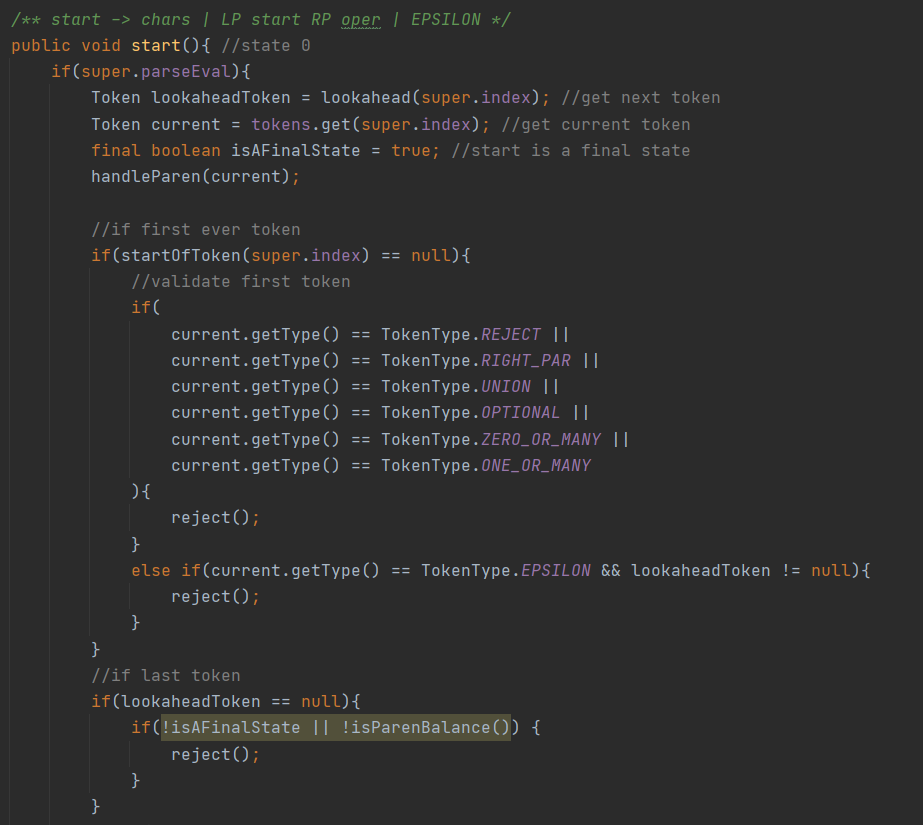 /** start -> chars | LP start RP oper | EPSILON */
public void start(){ //state 0
    if(super.parseEval){
        Token lookaheadToken = lookahead(super.index); //get next token
        Token current = tokens.get(super.index); //get current token
        final boolean isAFinalState = true; //start is a final state
        handleParen(current);

        //if first ever token
        if(startOfToken(super.index) == null){
            //validate first token
            if(
                current.getType() == TokenType.REJECT ||
                current.getType() == TokenType.RIGHT_PAR ||
                current.getType() == TokenType.UNION ||
                current.getType() == TokenType.OPTIONAL ||
                current.getType() == TokenType.ZERO_OR_MANY ||
                current.getType() == TokenType.ONE_OR_MANY
            ){
                reject();
            }
            else if(current.getType() == TokenType.EPSILON && lookaheadToken != null){
                reject();
            }
        }
        //if last token
        if(lookaheadToken == null){
            if(!isAFinalState || !isParenBalance()) {
                reject();
            }
        }